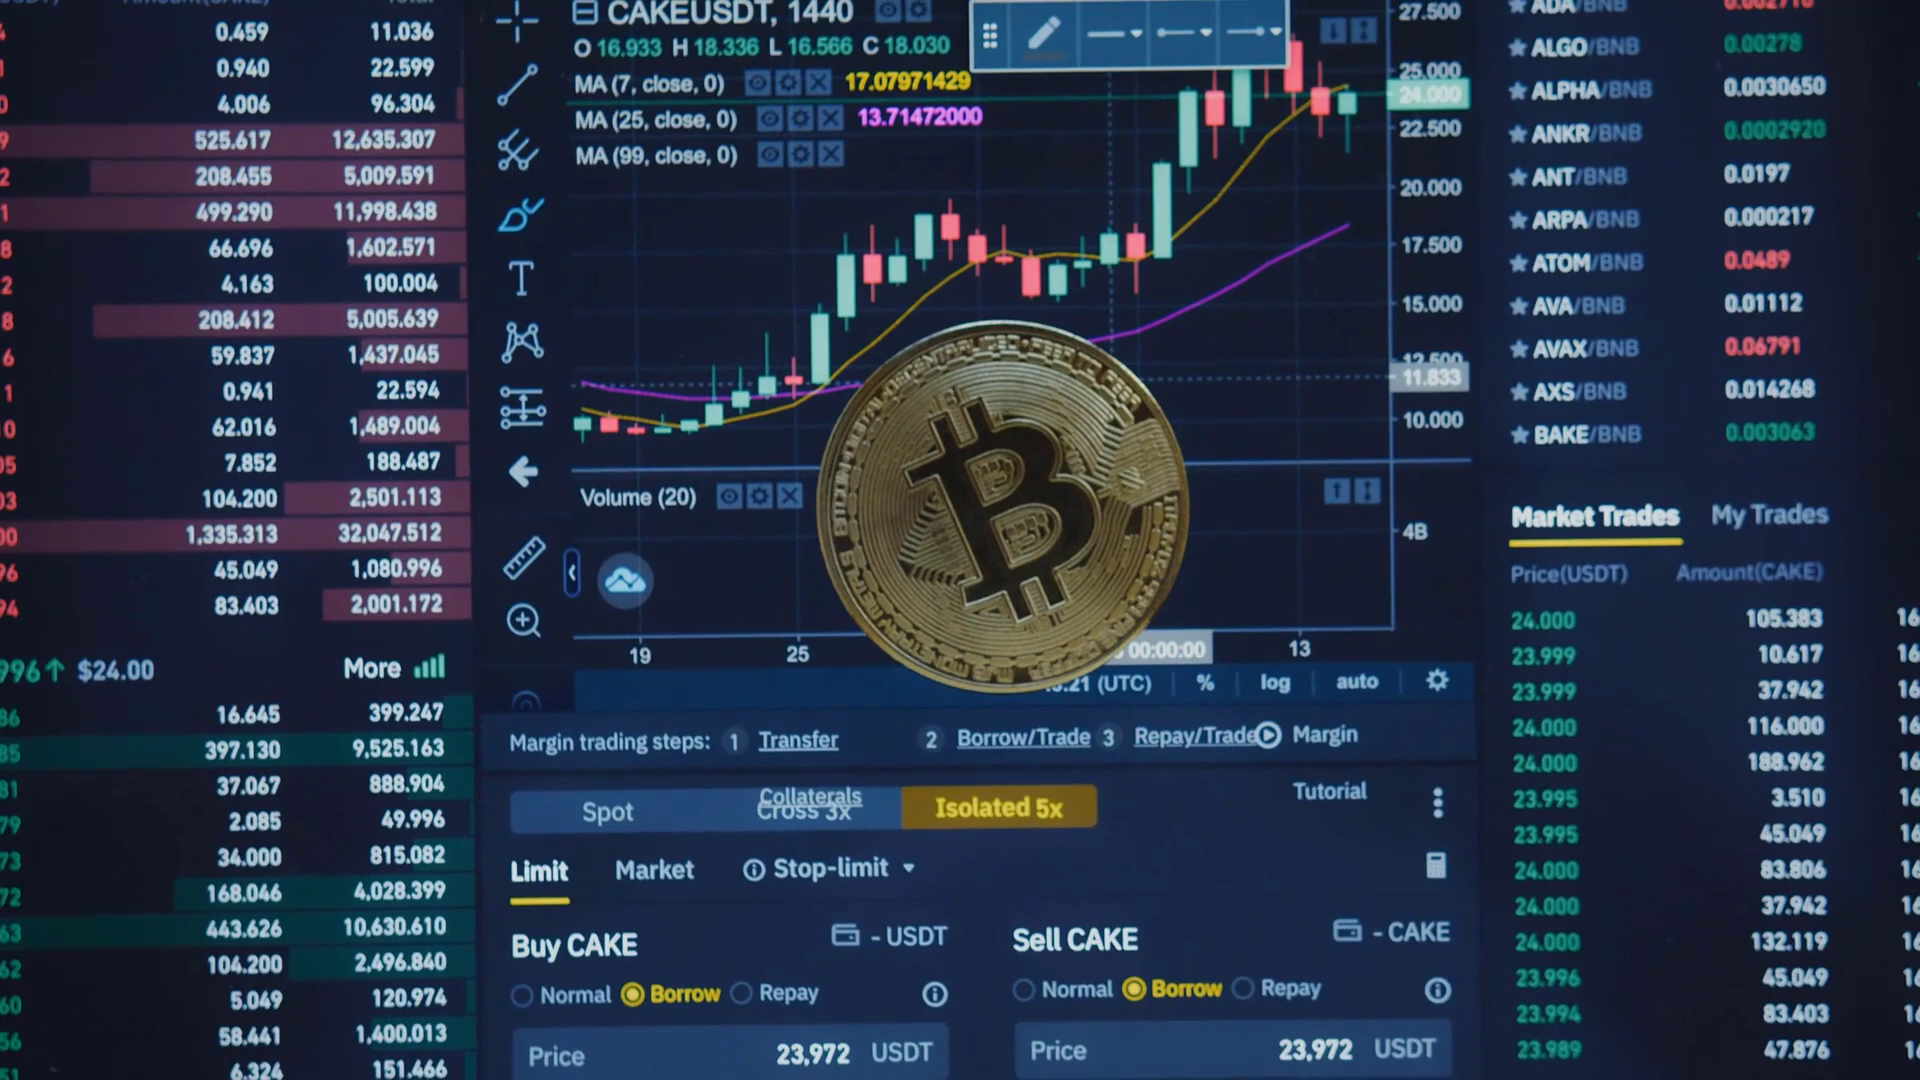 0.459 11.036
0.940 22.599
4.006 96.304
525.617 12,635.307
208.455 5,009.591
499.290 11,998.438
66.696 1,602.571
4.163 100.004
208.412 5,005.639
59.837 1,437.045
0.941 22.594
62.016 1,489.004
7.852 188.487
104.200 2,501.113
1,335.313 32,047.512
45.049 1,080.996
83.403 2,001.172
996↑ $24.00 More
16.645 399.247
397.130 9,525.163
37.067 888.904
2.085 49.996
34.000 815.082
168.046 4,028.399
443.626 10,630.610
104.200 2,496.840
5.049 120.974
58.441 1,400.013
6.324 151.466
CAKEUSDT, 1440
O 16.933 H 18.336 L 16.566 C 18.030
MA (7, close, 0) 17.07971429
MA (25, close, 0) 13.71472000
MA (99, close, 0)
27.500
25.000
24.000
22.500
20.000
17.500
15.000
12.500
11.833
10.000
Volume (20)
4B
19 25 00:00:00 13
(UTC) % log auto
Margin trading steps: 1 Transfer 2 Borrow/Trade 3 Repay/Trade Margin
Tutorial
Spot Collaterals Cross 3x Isolated 5x
Limit Market Stop-limit
Buy CAKE - USDT Sell CAKE - CAKE
Normal Borrow Repay Normal Borrow Repay
Price 23,972 USDT Price 23,972 USDT
ADA/BNB
ALGO/BNB 0.00278
ALPHA/BNB 0.0030650
ANKR/BNB 0.0002920
ANT/BNB 0.0197
ARPA/BNB 0.000217
ATOM/BNB 0.0489
AVA/BNB 0.01112
AVAX/BNB 0.06791
AXS/BNB 0.014268
BAKE/BNB 0.003063
Market Trades My Trades
Price(USDT) Amount(CAKE)
24.000 105.383
23.999 10.617
23.999 37.942
24.000 116.000
24.000 188.962
23.995 3.510
23.995 45.049
24.000 83.806
24.000 37.942
24.000 132.119
23.996 45.049
23.994 83.403
23.989 47.876